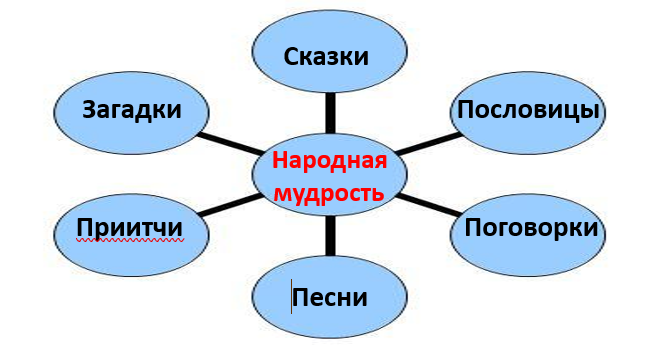 Сказки
Загадки
Пословицы
Народная
мудрость
Приитчи
Поговорки
Песни